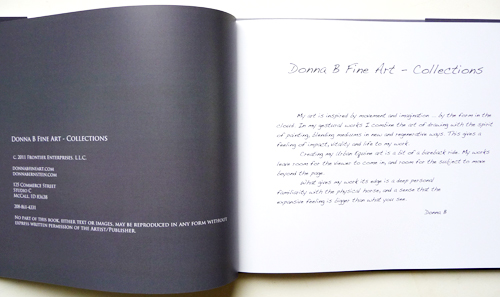 DONNA B FINE ART - COLLECTIONS
© 2011 FRONTIER ENTERPRISES, L.L.C.
DONNABFINEART.COM
DONNABERNSTEIN.COM
125 COMMERCE STREET
STUDIO C
MCCALL, ID 83638
208-861-4331
NO PART OF THIS BOOK, EITHER TEXT OR IMAGES, MAY BE REPRODUCED IN ANY FORM WITHOUT
EXPRESS WRITTEN PERMISSION OF THE ARTIST/PUBLISHER.
Donna B Fine Art - Collections
My art is inspired by movement and imagination... by the form in the
cloud. In my gestural works I combine the art of drawing with the spirit
of painting, blending mediums in new and regenerative ways. This gives a
feeling of impact, vitality and life to my work.
Creating my Urban Equine art is a bit of a bareback ride. My works
leave room for the viewer to come in, and room for the subject to move
beyond the page.
What gives my work its edge is a deep personal
familiarity with the physical horse, and a sense that the
expansive feeling is bigger than what you see.
Donna B